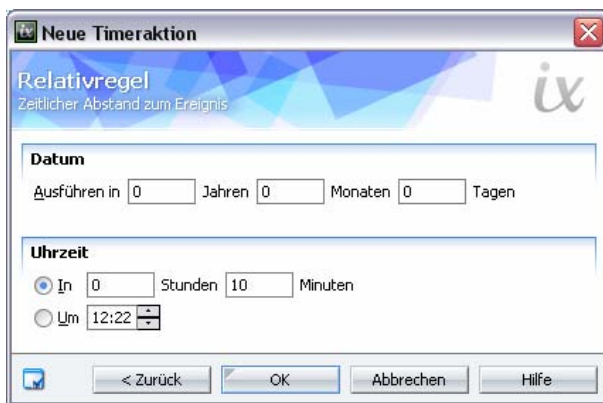 ix Neue Timeraktion
Relativregel
Zeitlicher Abstand zum Ereignis
ix
Datum
Ausführen in 0 Jahren 0 Monaten 0 Tagen
Uhrzeit
In 0 Stunden 10 Minuten
Um 12:22
< Zurück OK Abbrechen Hilfe